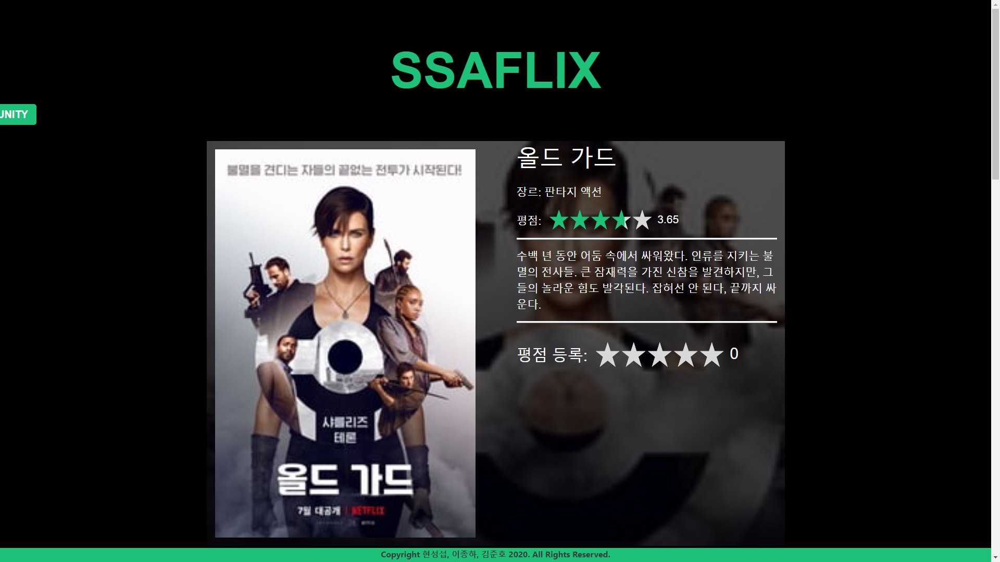 SSAFLIX
UNITY
불멸을 견디는 자들의 끝없는 전투가 시작된다!
샤를리즈
테론
올드 가드
7월 대공개 | NETFLIX
올드 가드
장르: 판타지 액션
평점: 3.65
수백 년 동안 어둠 속에서 싸워왔다. 인류를 지키는 불
멸의 전사들. 큰 잠재력을 가진 신참을 발견하지만, 그
들의 놀라운 힘도 발각된다. 잡혀선 안 된다, 끝까지 싸
운다.
평점 등록: 0
Copyright 현성섭, 이종하, 김준호 2020. All Rights Reserved.